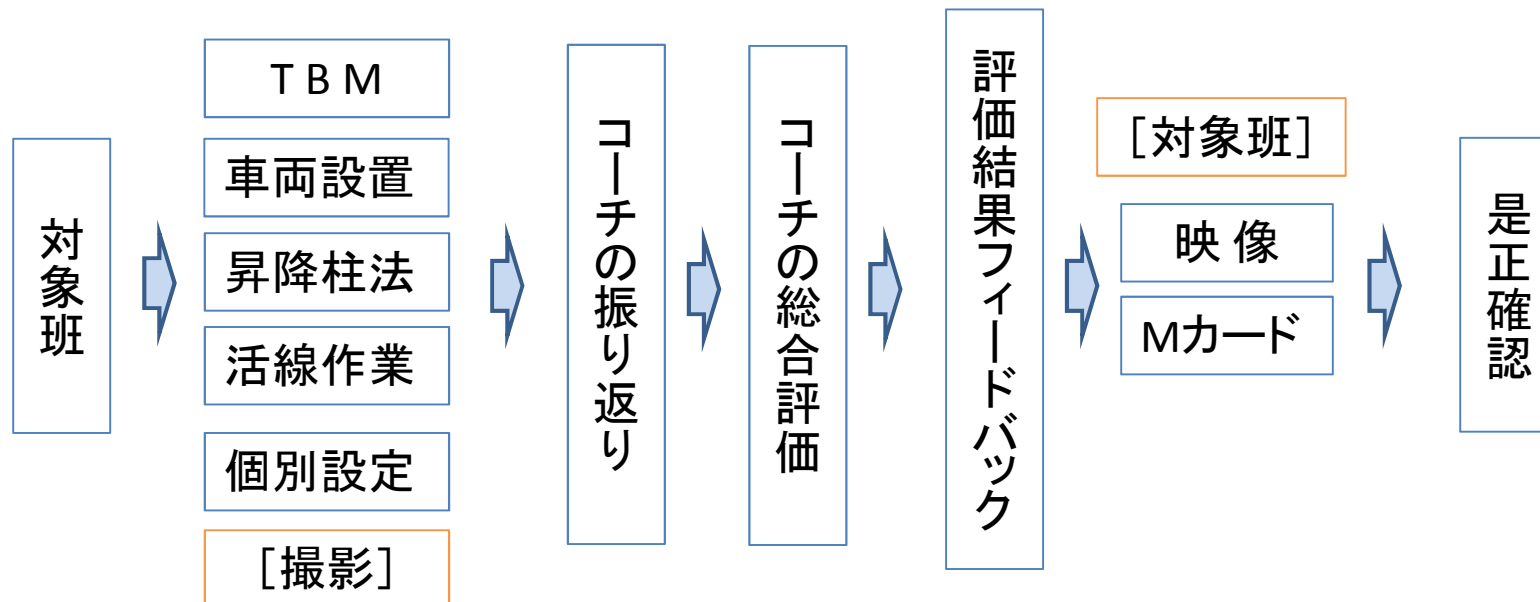 対象班
T B M
車両設置
昇降柱法
活線作業
個別設定
［撮影］
コーチの振り返り
コーチの総合評価
評価結果フィードバック
［対象班］
映 像
Mカード
是正確認